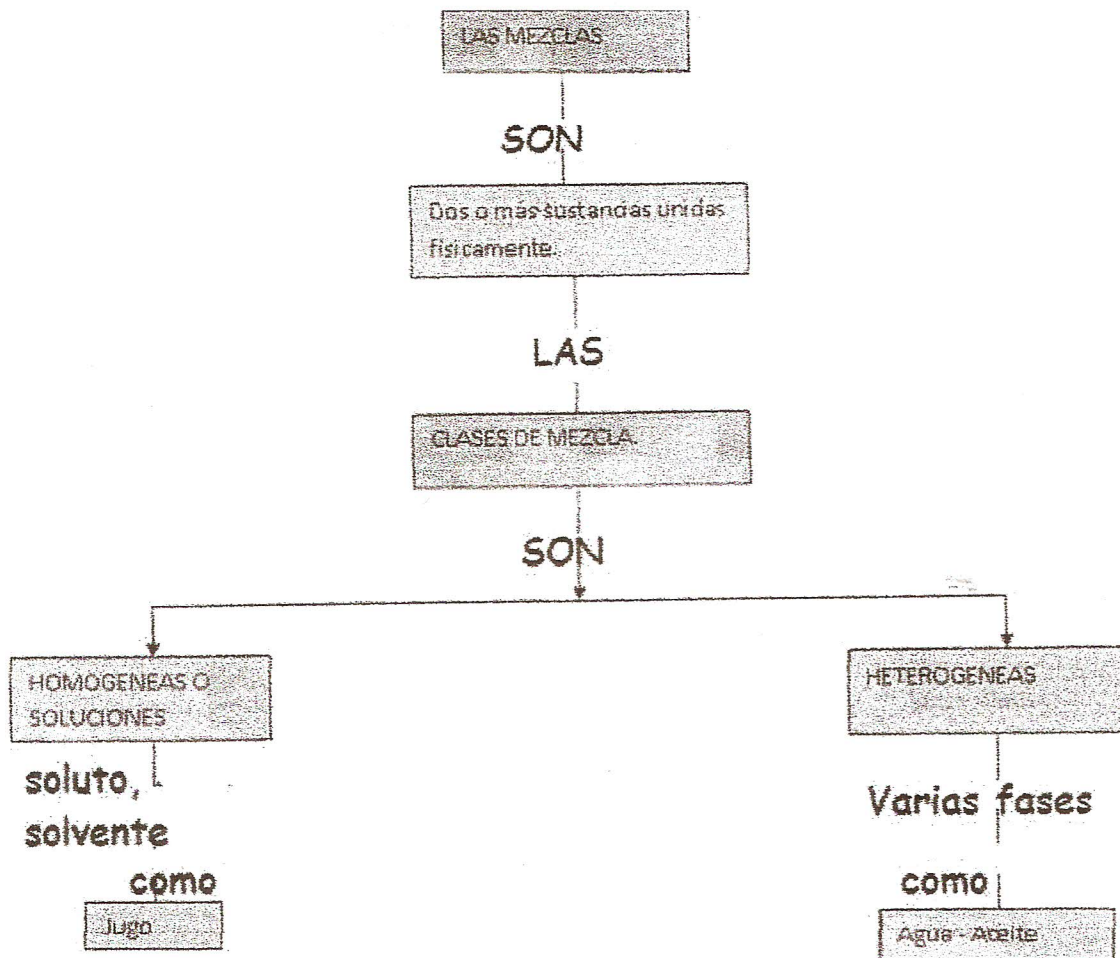 LAS MEZCLAS
SON
Dos o más sustancias unidas
físicamente.
LAS
CLASES DE MEZCLA.
SON
HOMOGENEAS O
SOLUCIONES
HETEROGENEAS
soluto,
solvente
Varias fases
como
como
Jugo
Agua - Aceite